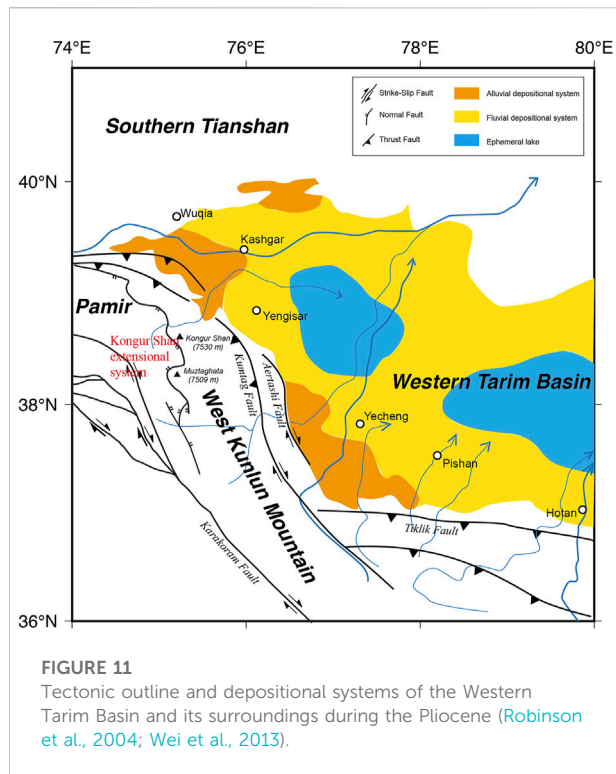 74°E 76°E 78°E 80°E
Strike-Slip Fault
Normal Fault
Thrust Fault
Alluvial depositional system
Fluvial depositional system
Ephemeral lake
Southern Tianshan
40°N
Wuqia
Kashgar
Pamir
Yengisar
Kongur Shan
extensional
system
Kongur Shan
(7530 m)
Muztaghata
(7509 m)
Kumtag Fault
Aertashi Fault
38°N
Western Tarim Basin
West Kunlun Mountain
Yecheng
Pishan
Hotan
Tiklik Fault
Karakoram Fault
36°N
FIGURE 11
Tectonic outline and depositional systems of the Western
Tarim Basin and its surroundings during the Pliocene (Robinson
et al., 2004; Wei et al., 2013).